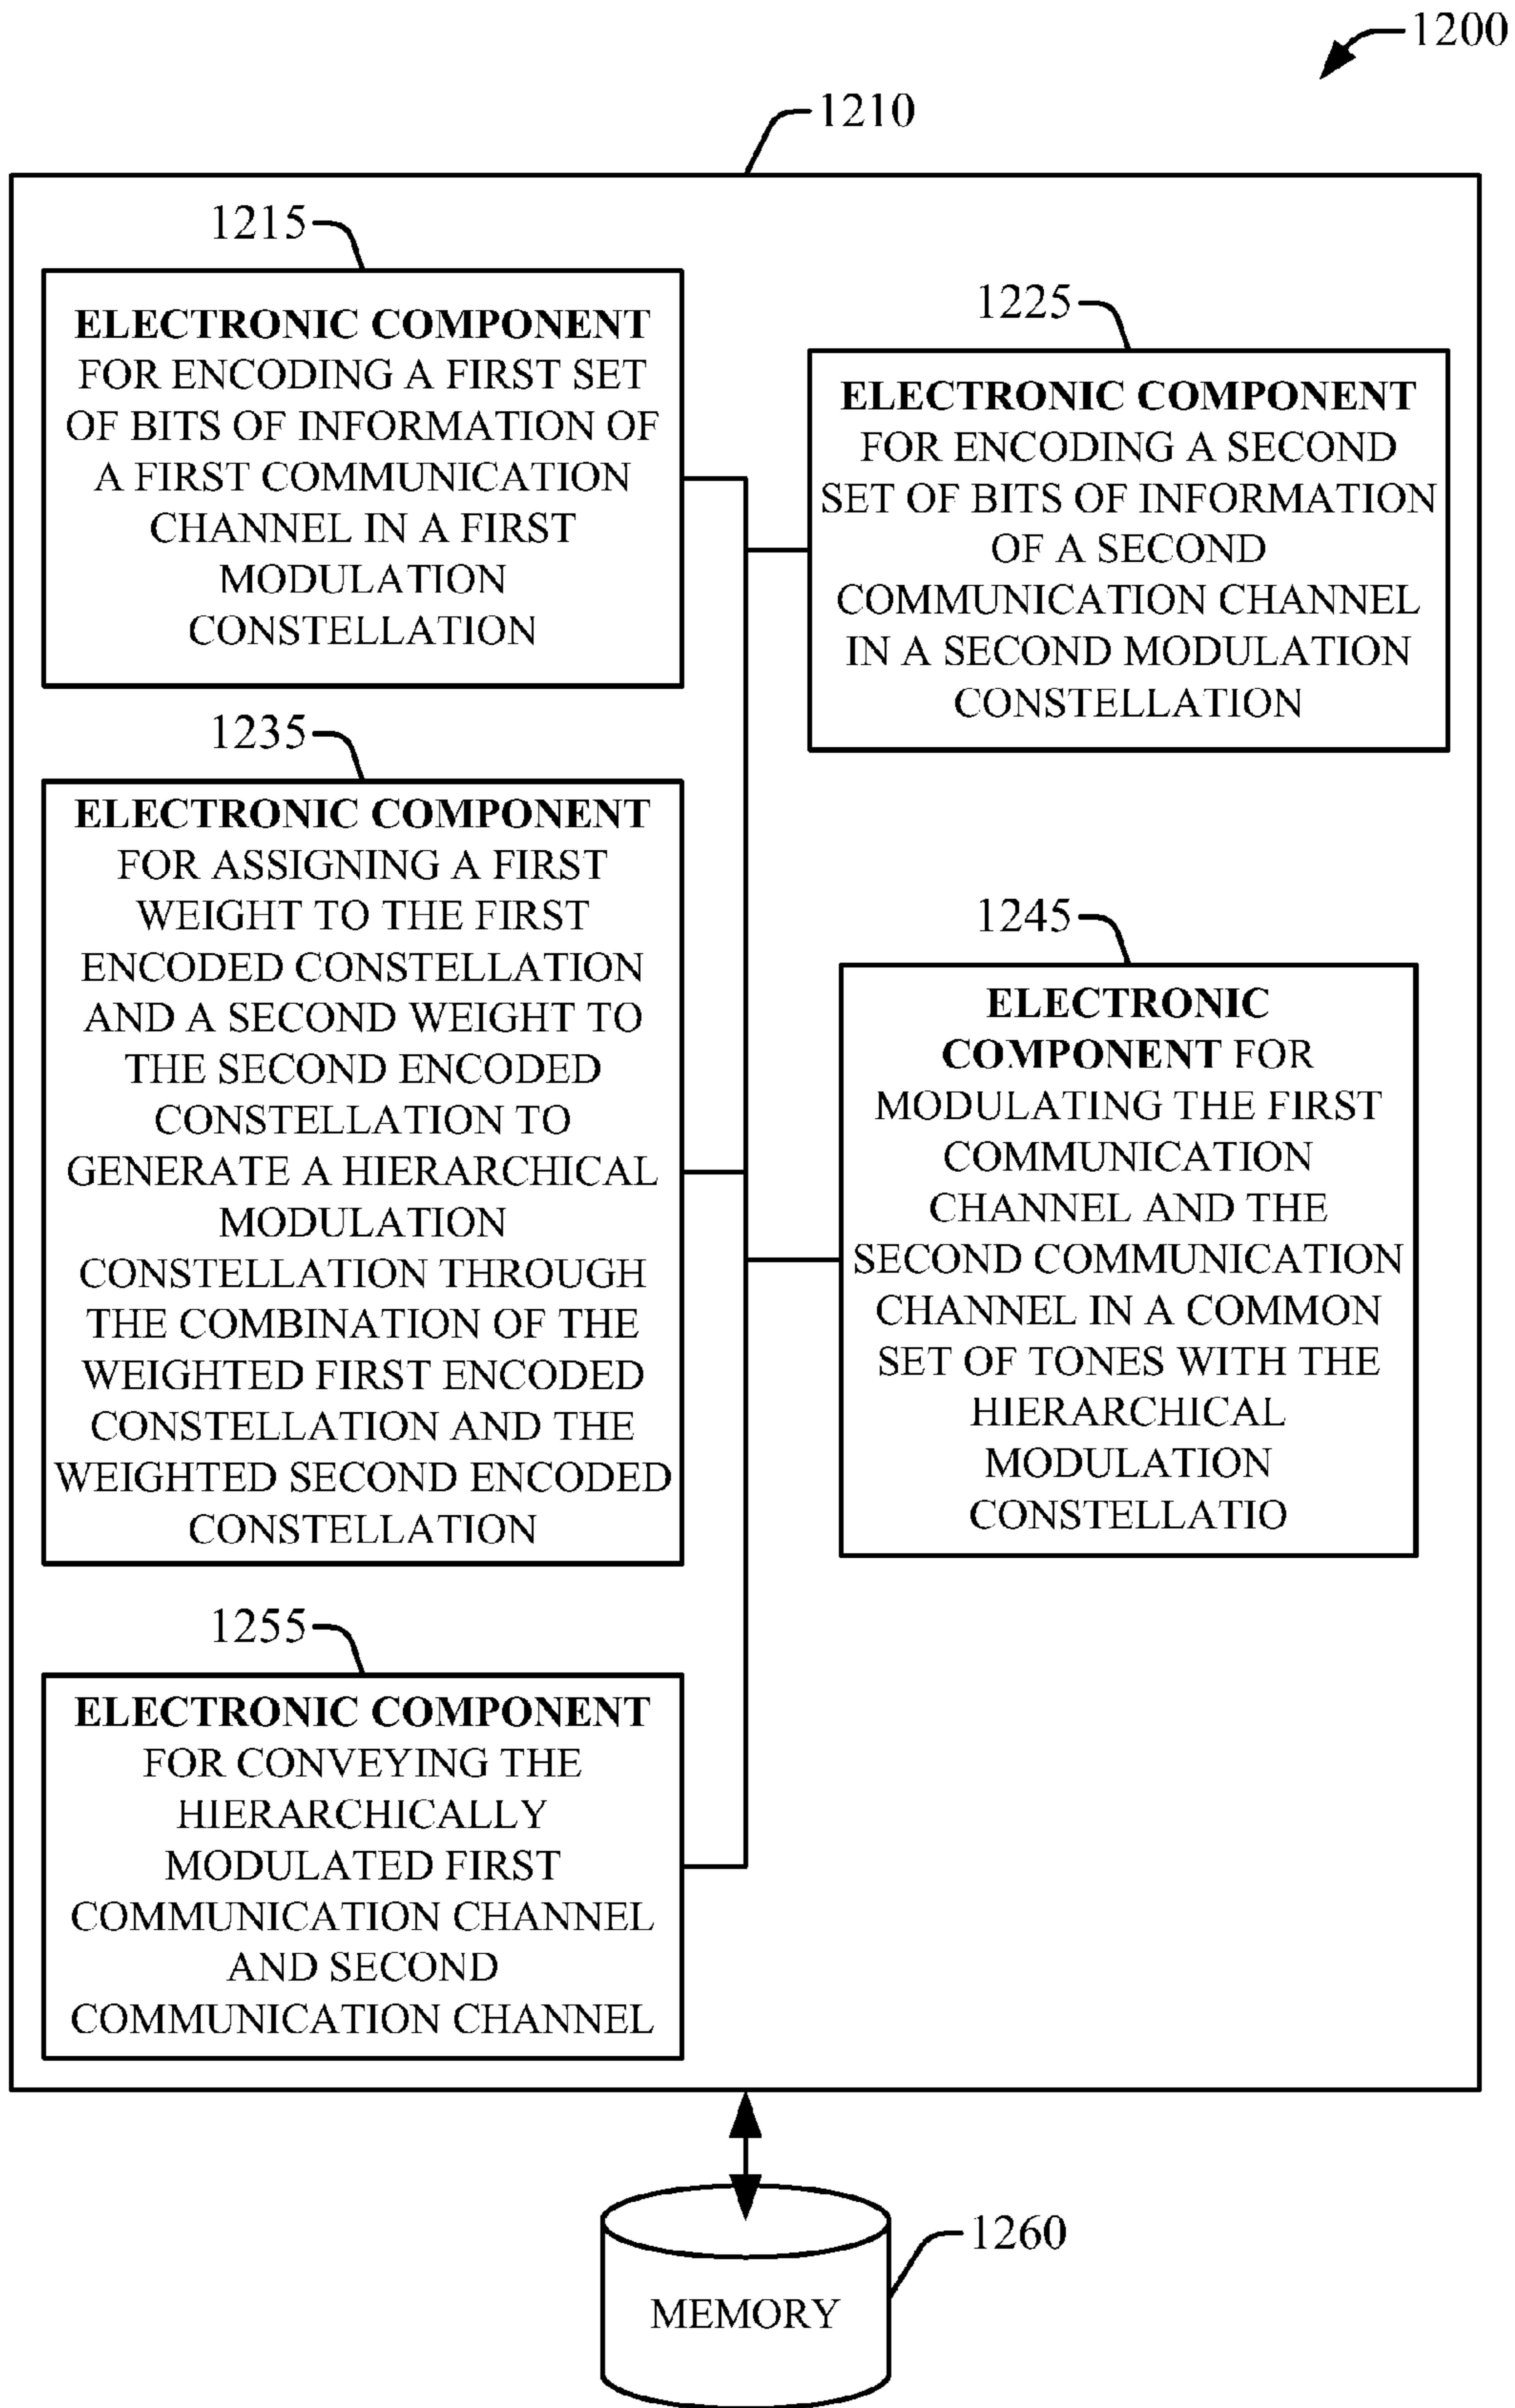 1200
1210
1215
ELECTRONIC COMPONENT
FOR ENCODING A FIRST SET
OF BITS OF INFORMATION OF
A FIRST COMMUNICATION
CHANNEL IN A FIRST
MODULATION
CONSTELLATION
1225
ELECTRONIC COMPONENT
FOR ENCODING A SECOND
SET OF BITS OF INFORMATION
OF A SECOND
COMMUNICATION CHANNEL
IN A SECOND MODULATION
CONSTELLATION
1235
ELECTRONIC COMPONENT
FOR ASSIGNING A FIRST
WEIGHT TO THE FIRST
ENCODED CONSTELLATION
AND A SECOND WEIGHT TO
THE SECOND ENCODED
CONSTELLATION TO
GENERATE A HIERARCHICAL
MODULATION
CONSTELLATION THROUGH
THE COMBINATION OF THE
WEIGHTED FIRST ENCODED
CONSTELLATION AND THE
WEIGHTED SECOND ENCODED
CONSTELLATION
1245
ELECTRONIC
COMPONENT FOR
MODULATING THE FIRST
COMMUNICATION
CHANNEL AND THE
SECOND COMMUNICATION
CHANNEL IN A COMMON
SET OF TONES WITH THE
HIERARCHICAL
MODULATION
CONSTELLATIO
1255
ELECTRONIC COMPONENT
FOR CONVEYING THE
HIERARCHICALLY
MODULATED FIRST
COMMUNICATION CHANNEL
AND SECOND
COMMUNICATION CHANNEL
1260
MEMORY